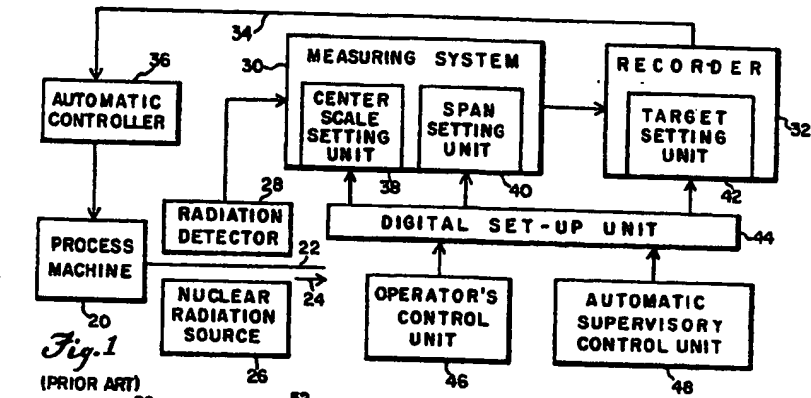 34
36
AUTOMATIC
CONTROLLER
30
MEASURING SYSTEM
CENTER
SCALE
SETTING
UNIT
38
SPAN
SETTING
UNIT
40
RECORDER
TARGET
SETTING
UNIT
32
42
28
RADIATION
DETECTOR
DIGITAL SET-UP UNIT
44
PROCESS
MACHINE
20
22
24
NUCLEAR
RADIATION
SOURCE
26
OPERATOR'S
CONTROL
UNIT
46
AUTOMATIC
SUPERVISORY
CONTROL UNIT
48
Fig.1
(PRIOR ART)